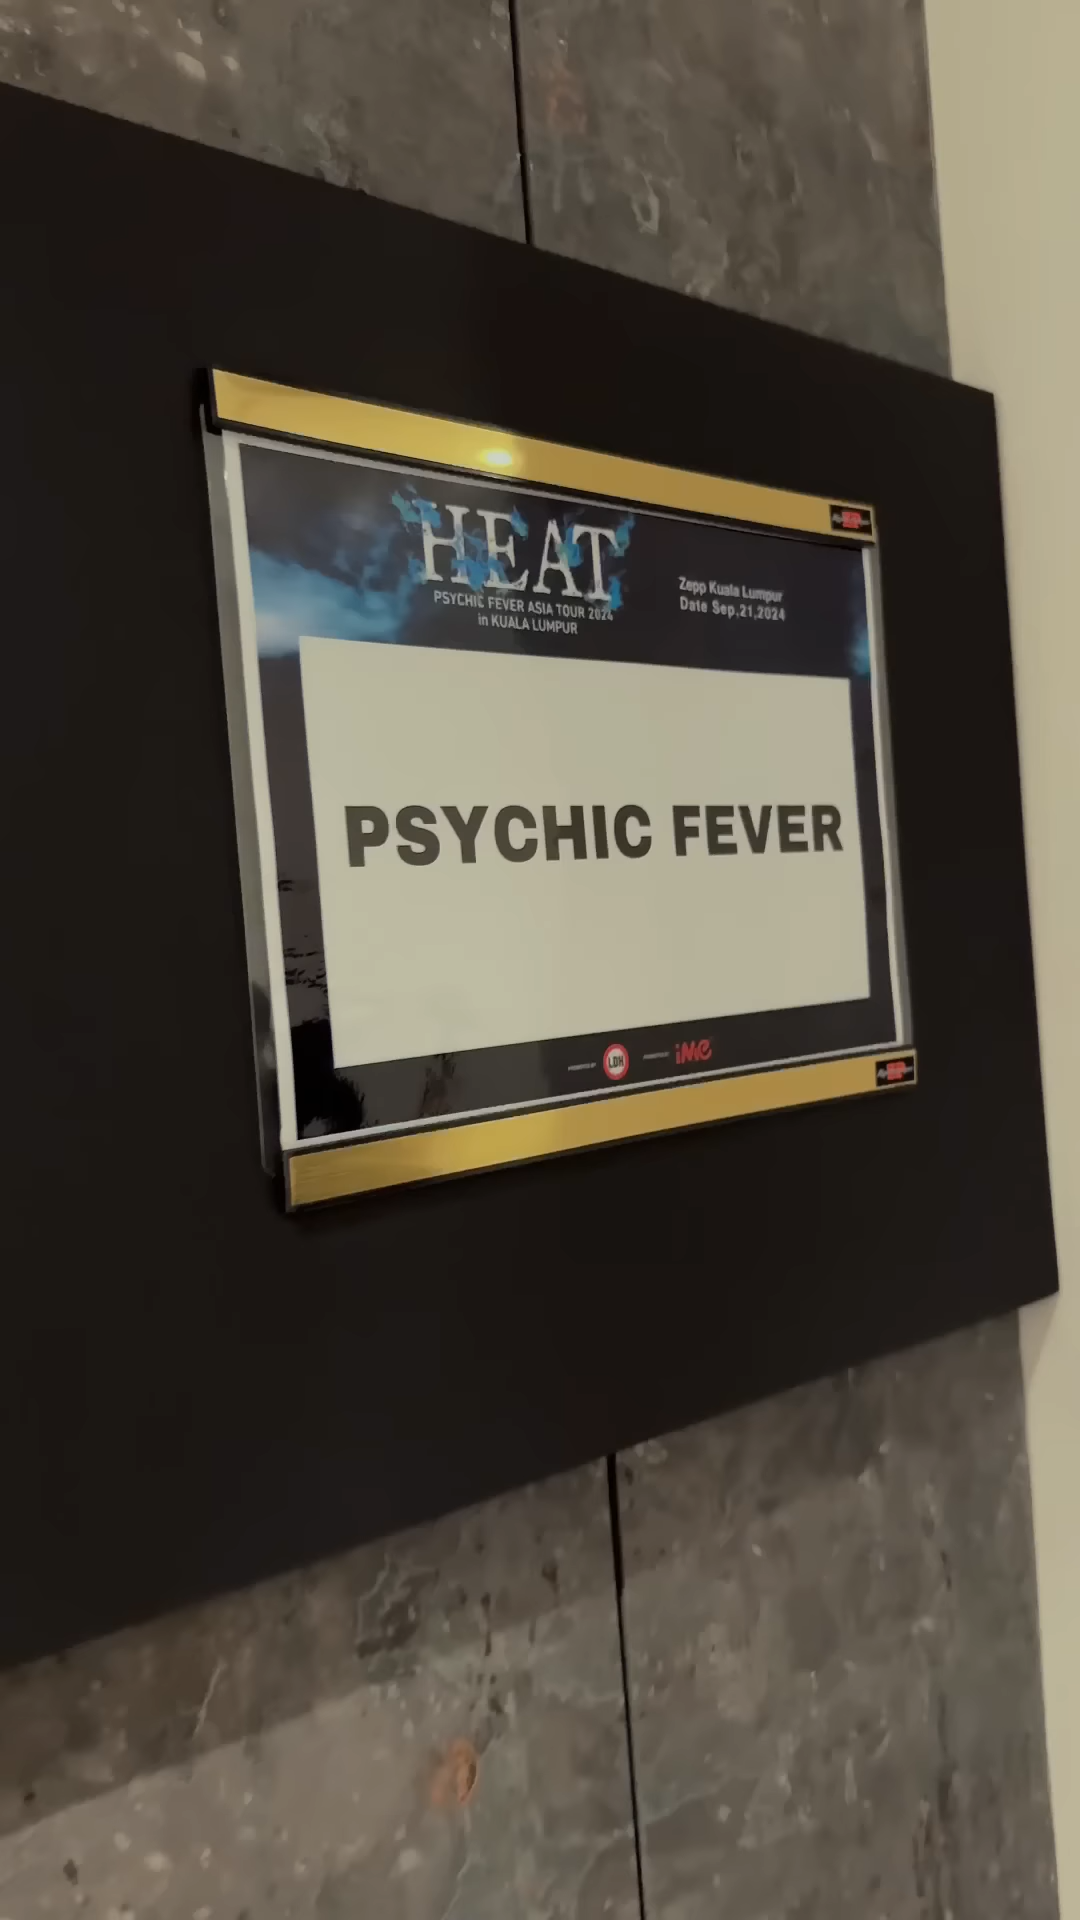 HEAT
PSYCHIC FEVER ASIA TOUR 2024
in KUALA LUMPUR
Zepp Kuala Lumpur
Date Sep,21,2024
PSYCHIC FEVER
LDH
iMe